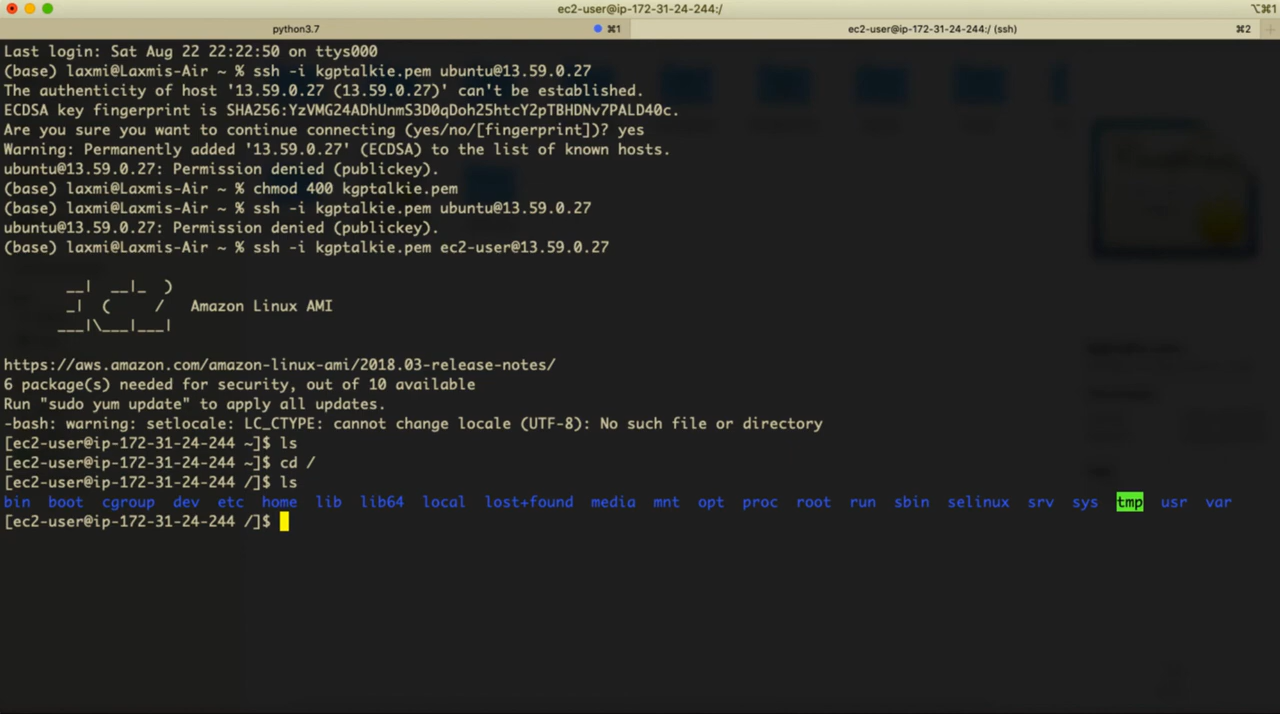 ec2-user@ip-172-31-24-244:/
⌥⌘1
python3.7
⌘1
ec2-user@ip-172-31-24-244:/ (ssh)
⌘2
Last login: Sat Aug 22 22:22:50 on ttys000
(base) laxmi@Laxmis-Air ~ % ssh -i kgptalkie.pem ubuntu@13.59.0.27
The authenticity of host '13.59.0.27 (13.59.0.27)' can't be established.
ECDSA key fingerprint is SHA256:YzVMG24ADhUnmS3D0qDoh25htcY2pTBHDNv7PALD40c.
Are you sure you want to continue connecting (yes/no/[fingerprint])? yes
Warning: Permanently added '13.59.0.27' (ECDSA) to the list of known hosts.
ubuntu@13.59.0.27: Permission denied (publickey).
(base) laxmi@Laxmis-Air ~ % chmod 400 kgptalkie.pem
(base) laxmi@Laxmis-Air ~ % ssh -i kgptalkie.pem ubuntu@13.59.0.27
ubuntu@13.59.0.27: Permission denied (publickey).
(base) laxmi@Laxmis-Air ~ % ssh -i kgptalkie.pem ec2-user@13.59.0.27
__|  __|_  )
_|  (     /   Amazon Linux AMI
___|\___|___|
https://aws.amazon.com/amazon-linux-ami/2018.03-release-notes/
6 package(s) needed for security, out of 10 available
Run "sudo yum update" to apply all updates.
-bash: warning: setlocale: LC_CTYPE: cannot change locale (UTF-8): No such file or directory
[ec2-user@ip-172-31-24-244 ~]$ ls
[ec2-user@ip-172-31-24-244 ~]$ cd /
[ec2-user@ip-172-31-24-244 /]$ ls
bin  boot  cgroup  dev  etc  home  lib  lib64  local  lost+found  media  mnt  opt  proc  root  run  sbin  selinux  srv  sys  tmp  usr  var
[ec2-user@ip-172-31-24-244 /]$